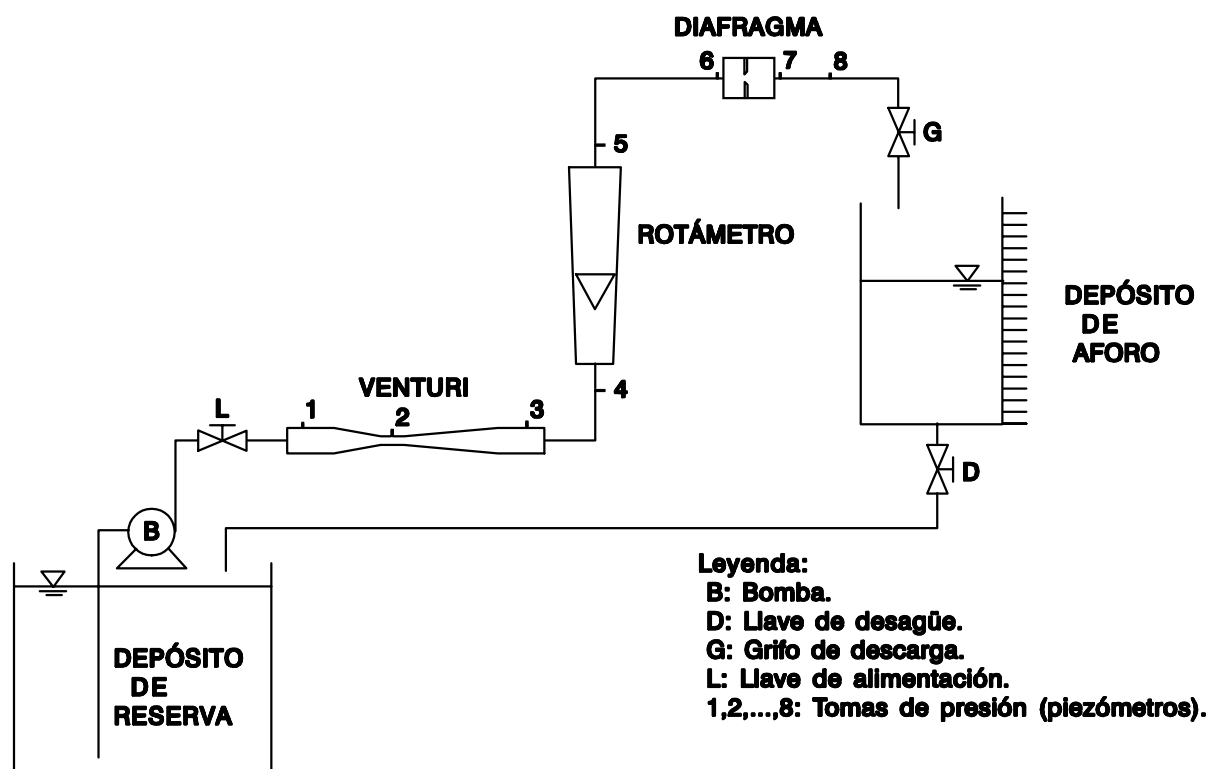 DIAFRAGMA
6
7
8
G
5
ROTÁMETRO
DEPÓSITO
DE
AFORO
4
VENTURI
L
1
2
3
D
B
DEPÓSITO
DE
RESERVA
Leyenda:
B: Bomba.
D: Llave de desagüe.
G: Grifo de descarga.
L: Llave de alimentación.
1,2,...,8: Tomas de presión (piezómetros).